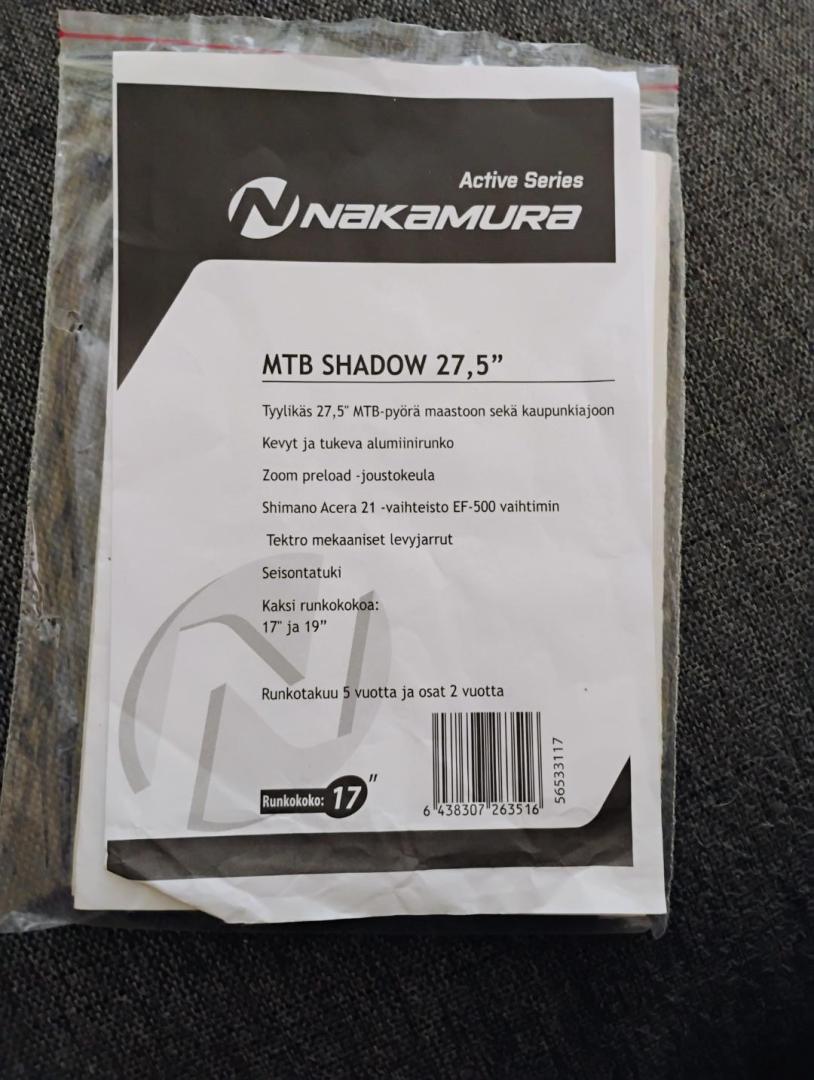 Active Series
NAKAMURA
MTB SHADOW 27,5”
Tyylikäs 27,5" MTB-pyörä maastoon sekä kaupunkiajoon
Kevyt ja tukeva alumiinirunko
Zoom preload -joustokeula
Shimano Acera 21 -vaihteisto EF-500 vaihtimin
Tektro mekaaniset levyjarrut
Seisontatuki
Kaksi runkokokoa:
17" ja 19”
Runkotakuu 5 vuotta ja osat 2 vuotta
Runkokoko: 17”
6 438307 263516
56533117